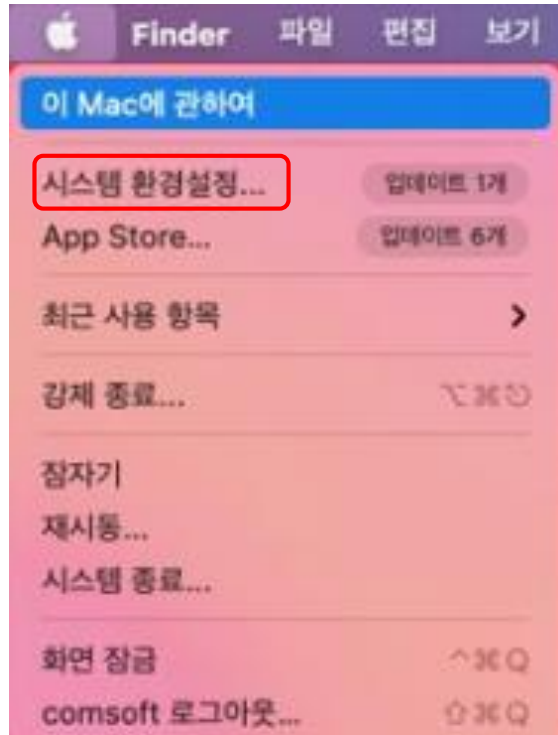 Finder 파일 편집 보기
이 Mac에 관하여
시스템 환경설정... 업데이트 1개
App Store... 업데이트 6개
최근 사용 항목
강제 종료... ⌥⌘⎋
잠자기
재시동...
시스템 종료...
화면 잠금 ^⌘Q
comsoft 로그아웃... ⇧⌘Q